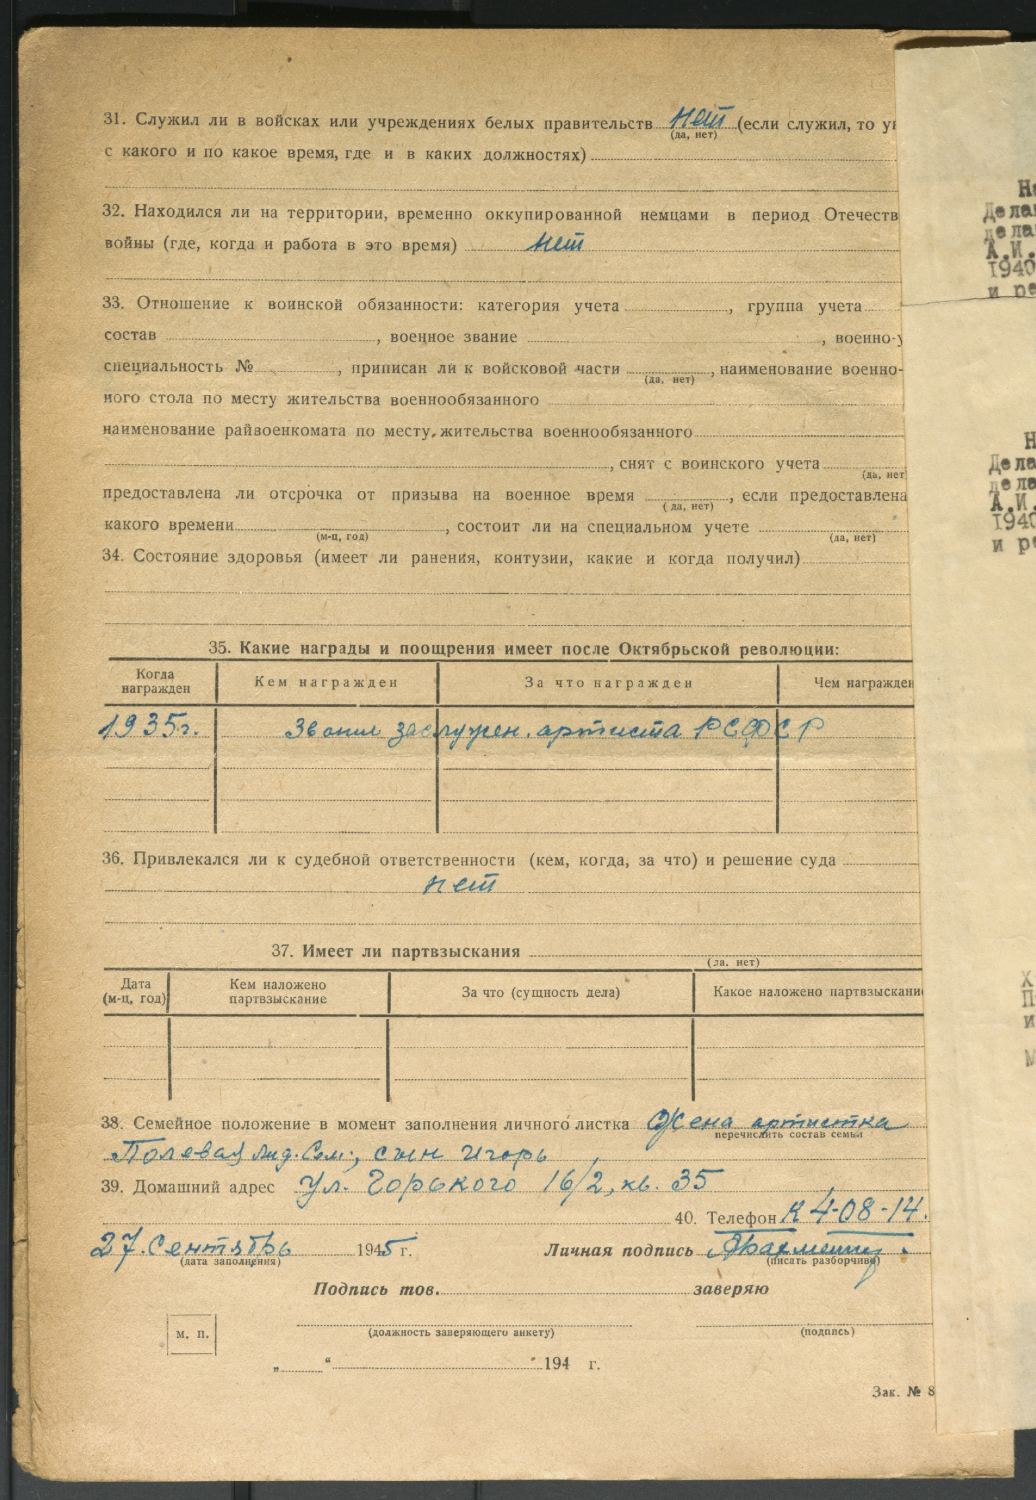 31. Служил ли в войсках или учреждениях белых правительств нет (если служил, то ук
(да, нет)
с какого и по какое время, где и в каких должностях)
32. Находился ли на территории, временно оккупированной немцами в период Отечеств
войны (где, когда и работа в это время) нет
33. Отношение к воинской обязанности: категория учета , группа учета
состав , военное звание , военно-у
специальность № , приписан ли к войсковой части , наименование военно-
(да, нет)
ного стола по месту жительства военнообязанного
наименование райвоенкомата по месту жительства военнообязанного
, снят с воинского учета
(да, нет
предоставлена ли отсрочка от призыва на военное время , если предоставлена
(да, нет)
какого времени , состоит ли на специальном учете
(м-ц, год) (да, нет)
34. Состояние здоровья (имеет ли ранения, контузии, какие и когда получил)
35. Какие награды и поощрения имеет после Октябрьской революции:
Когда награжден Кем награжден За что награжден Чем награжден
1935г. Звание заслужен. артиста РСФСР
36. Привлекался ли к судебной ответственности (кем, когда, за что) и решение суда
нет
37. Имеет ли партвзыскания
(да. нет)
Дата (м-ц, год) Кем наложено партвзыскание За что (сущность дела) Какое наложено партвзыскани
38. Семейное положение в момент заполнения личного листка Жена артистка
перечислить состав семьи
Полевая Лид. Сем., сын Игорь
39. Домашний адрес Ул. Горького 16/2, кв. 35
40. Телефон К 4-08-14.
27. Сентябрь 1945 г. Личная подпись
(дата заполнения) (писать разборчиво)
Подпись тов. заверяю
м. п. (должность заверяющего анкету) (подпись)
„ “ 194 г.
Зак. № 8
Дела
А.И.
1940
и ре
Дела
дела
А.И.
1940
и ре